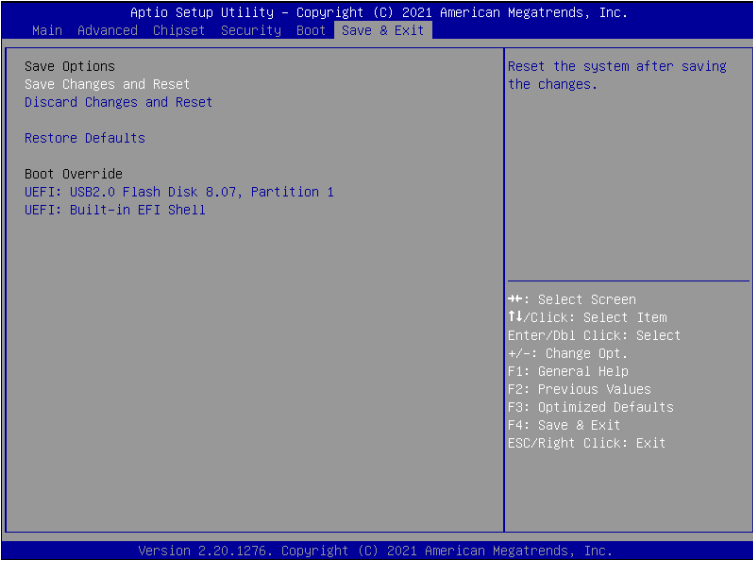 Aptio Setup Utility – Copyright (C) 2021 American Megatrends, Inc.
Main Advanced Chipset Security Boot Save & Exit
Save Options
Save Changes and Reset
Discard Changes and Reset
Restore Defaults
Boot Override
UEFI: USB2.0 Flash Disk 8.07, Partition 1
UEFI: Built-in EFI Shell
Reset the system after saving
the changes.
→←: Select Screen
↑↓/Click: Select Item
Enter/Dbl Click: Select
+/-: Change Opt.
F1: General Help
F2: Previous Values
F3: Optimized Defaults
F4: Save & Exit
ESC/Right Click: Exit
Version 2.20.1276. Copyright (C) 2021 American Megatrends, Inc.